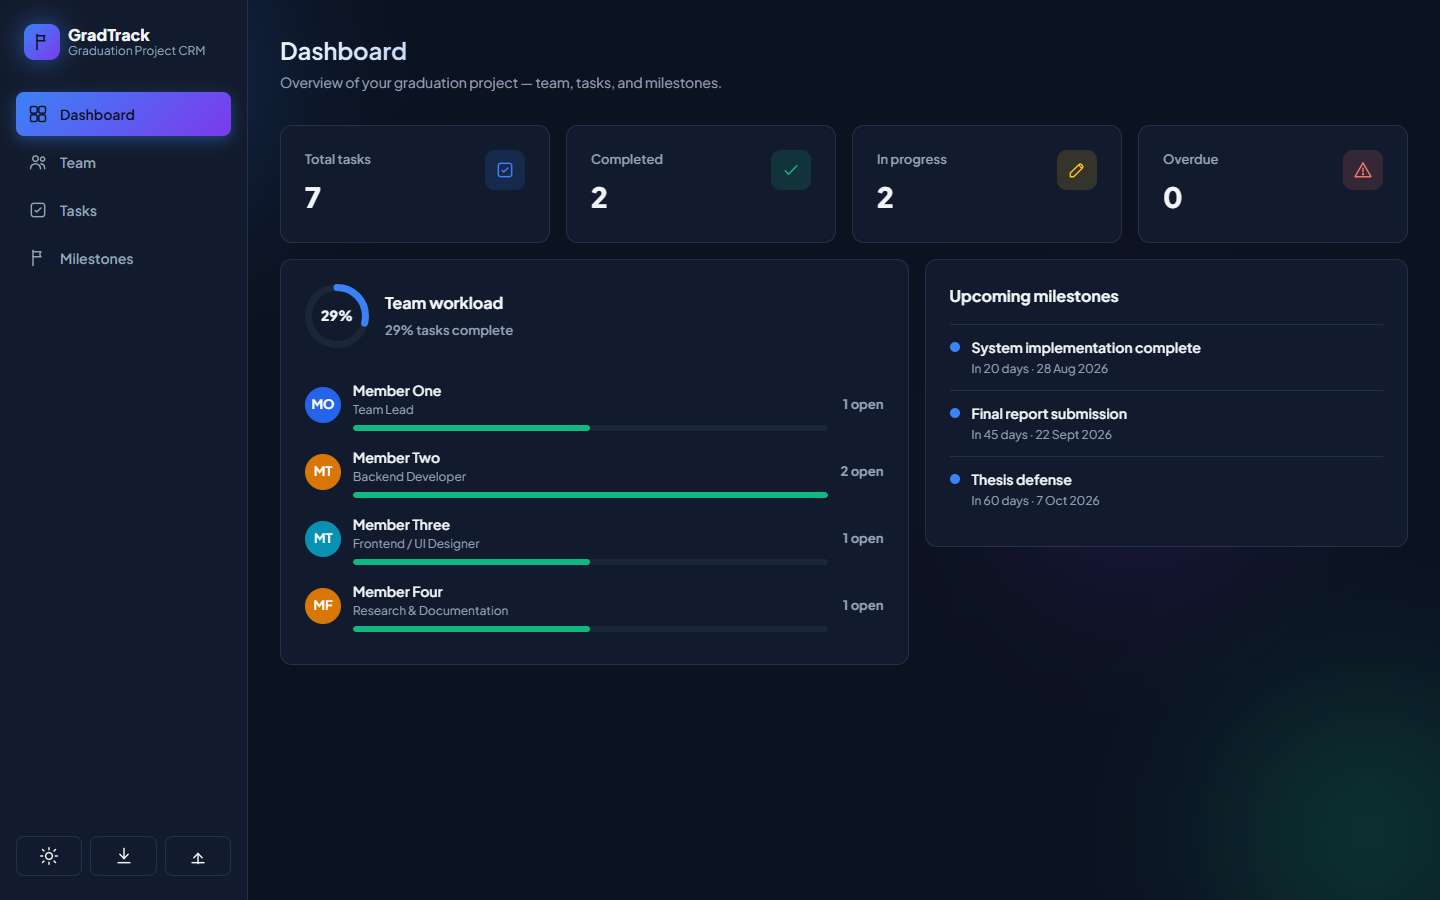 GradTrack
Graduation Project CRM
Dashboard
Team
Tasks
Milestones
Dashboard
Overview of your graduation project — team, tasks, and milestones.
Total tasks
7
Completed
2
In progress
2
Overdue
0
29%
Team workload
29% tasks complete
MO
Member One
Team Lead
1 open
MT
Member Two
Backend Developer
2 open
MT
Member Three
Frontend / UI Designer
1 open
MF
Member Four
Research & Documentation
1 open
Upcoming milestones
System implementation complete
In 20 days · 28 Aug 2026
Final report submission
In 45 days · 22 Sept 2026
Thesis defense
In 60 days · 7 Oct 2026